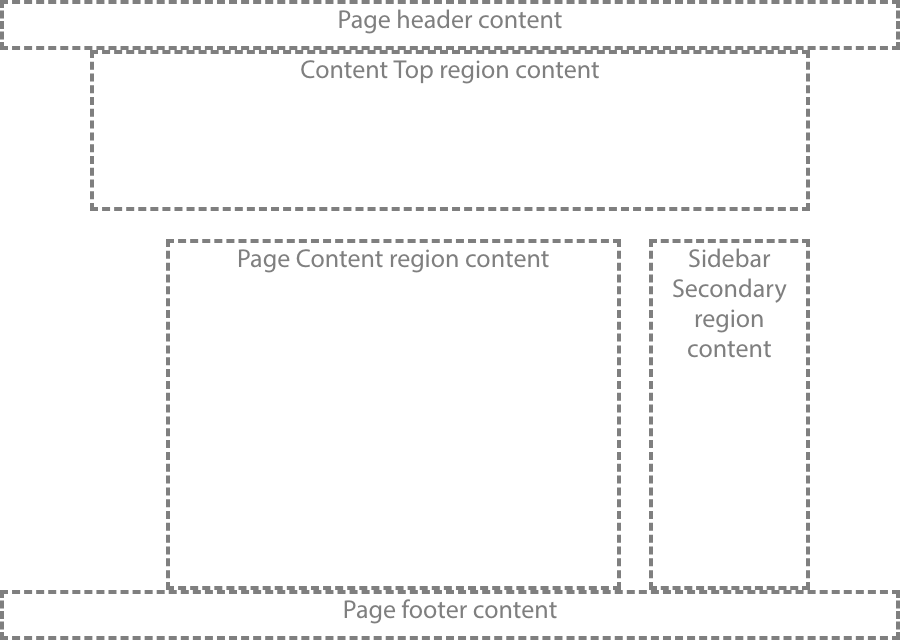 Page header content
Content Top region content
Page Content region content
Sidebar
Secondary
region
content
Page footer content